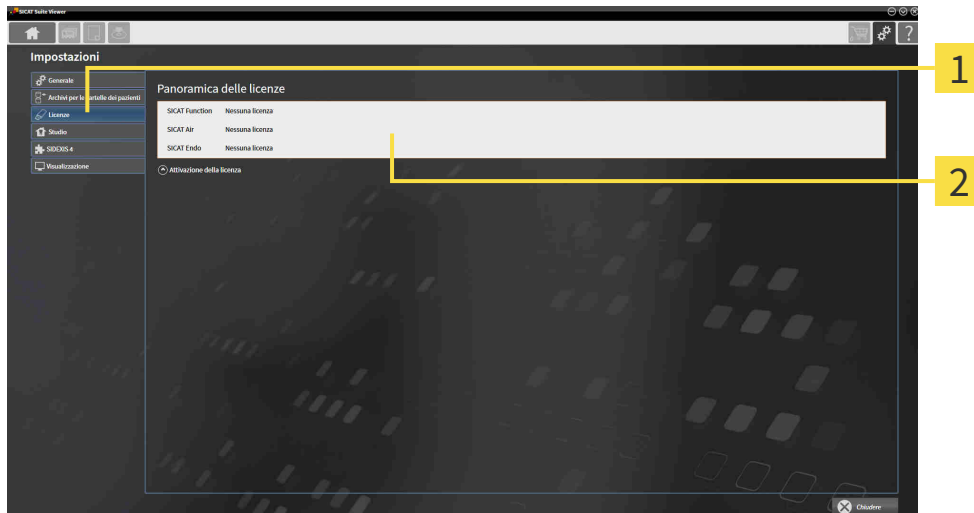 SICAT Suite Viewer
?
Impostazioni
Generale
Archivi per le cartelle dei pazienti
Licenze
Studio
SIDEXIS 4
Visualizzazione
Panoramica delle licenze
SICAT Function Nessuna licenza
SICAT Air Nessuna licenza
SICAT Endo Nessuna licenza
Attivazione della licenza
Chiudere
1
2